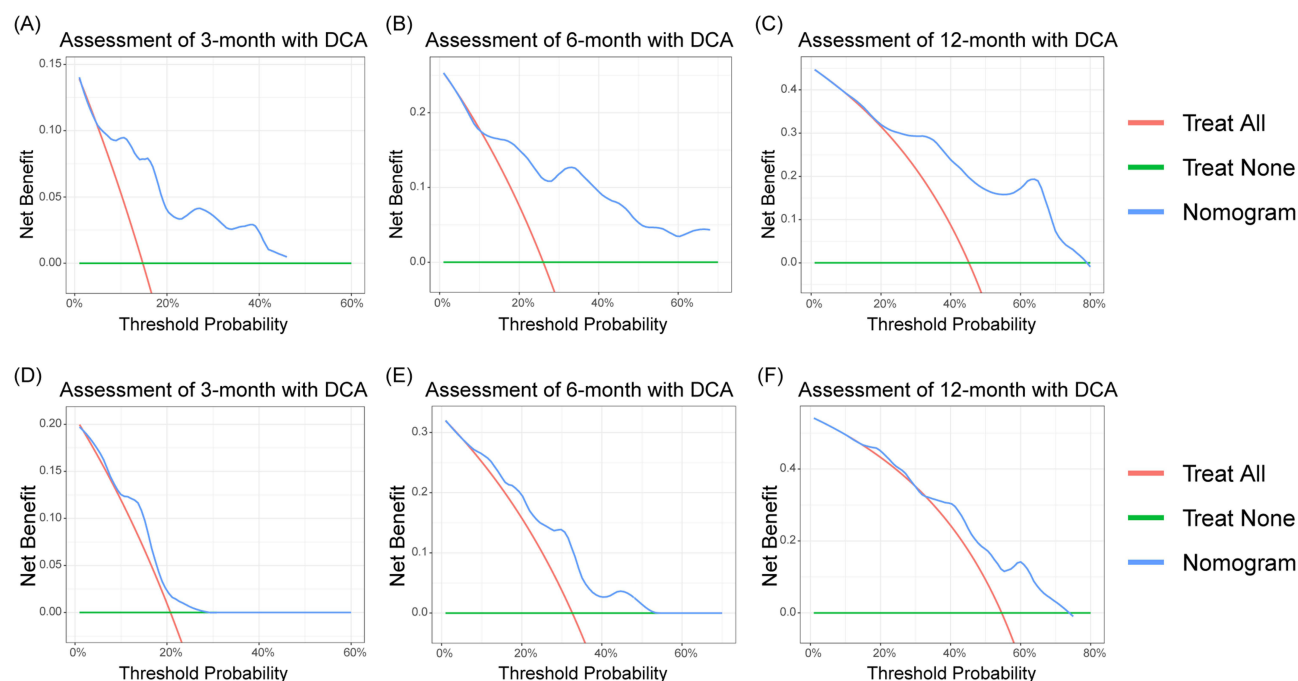 (A)
Assessment of 3-month with DCA
0.15
0.10
0.05
0.00
Net Benefit
0%
20%
40%
60%
Threshold Probability
(B)
Assessment of 6-month with DCA
0.2
0.1
0.0
Net Benefit
0%
20%
40%
60%
Threshold Probability
(C)
Assessment of 12-month with DCA
0.4
0.3
0.2
0.1
0.0
Net Benefit
0%
20%
40%
60%
80%
Threshold Probability
Treat All
Treat None
Nomogram
(D)
Assessment of 3-month with DCA
0.20
0.15
0.10
0.05
0.00
Net Benefit
0%
20%
40%
60%
Threshold Probability
(E)
Assessment of 6-month with DCA
0.3
0.2
0.1
0.0
Net Benefit
0%
20%
40%
60%
Threshold Probability
(F)
Assessment of 12-month with DCA
0.4
0.2
0.0
Net Benefit
0%
20%
40%
60%
80%
Threshold Probability
Treat All
Treat None
Nomogram